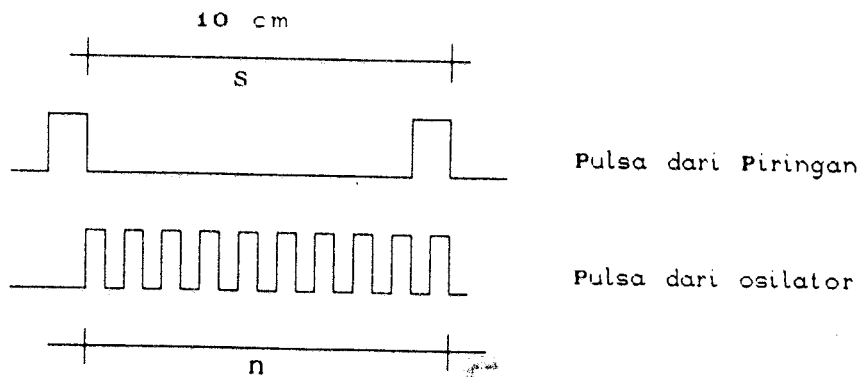 10 cm
S
Pulsa dari Piringan
Pulsa dari osilator
n